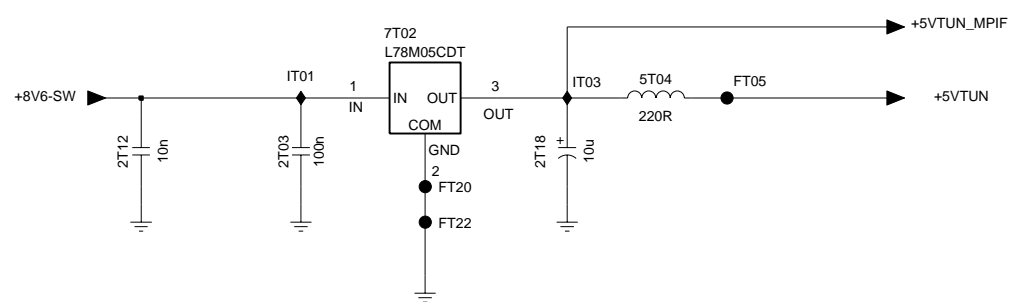 +5VTUN_MPIF
7T02
L78M05CDT
IT01
1
IN
IN
OUT
COM
3
OUT
IT03
5T04
220R
FT05
+8V6-SW
+5VTUN
2T12
10n
2T03
100n
GND
2
FT20
FT22
2T18
+
10u